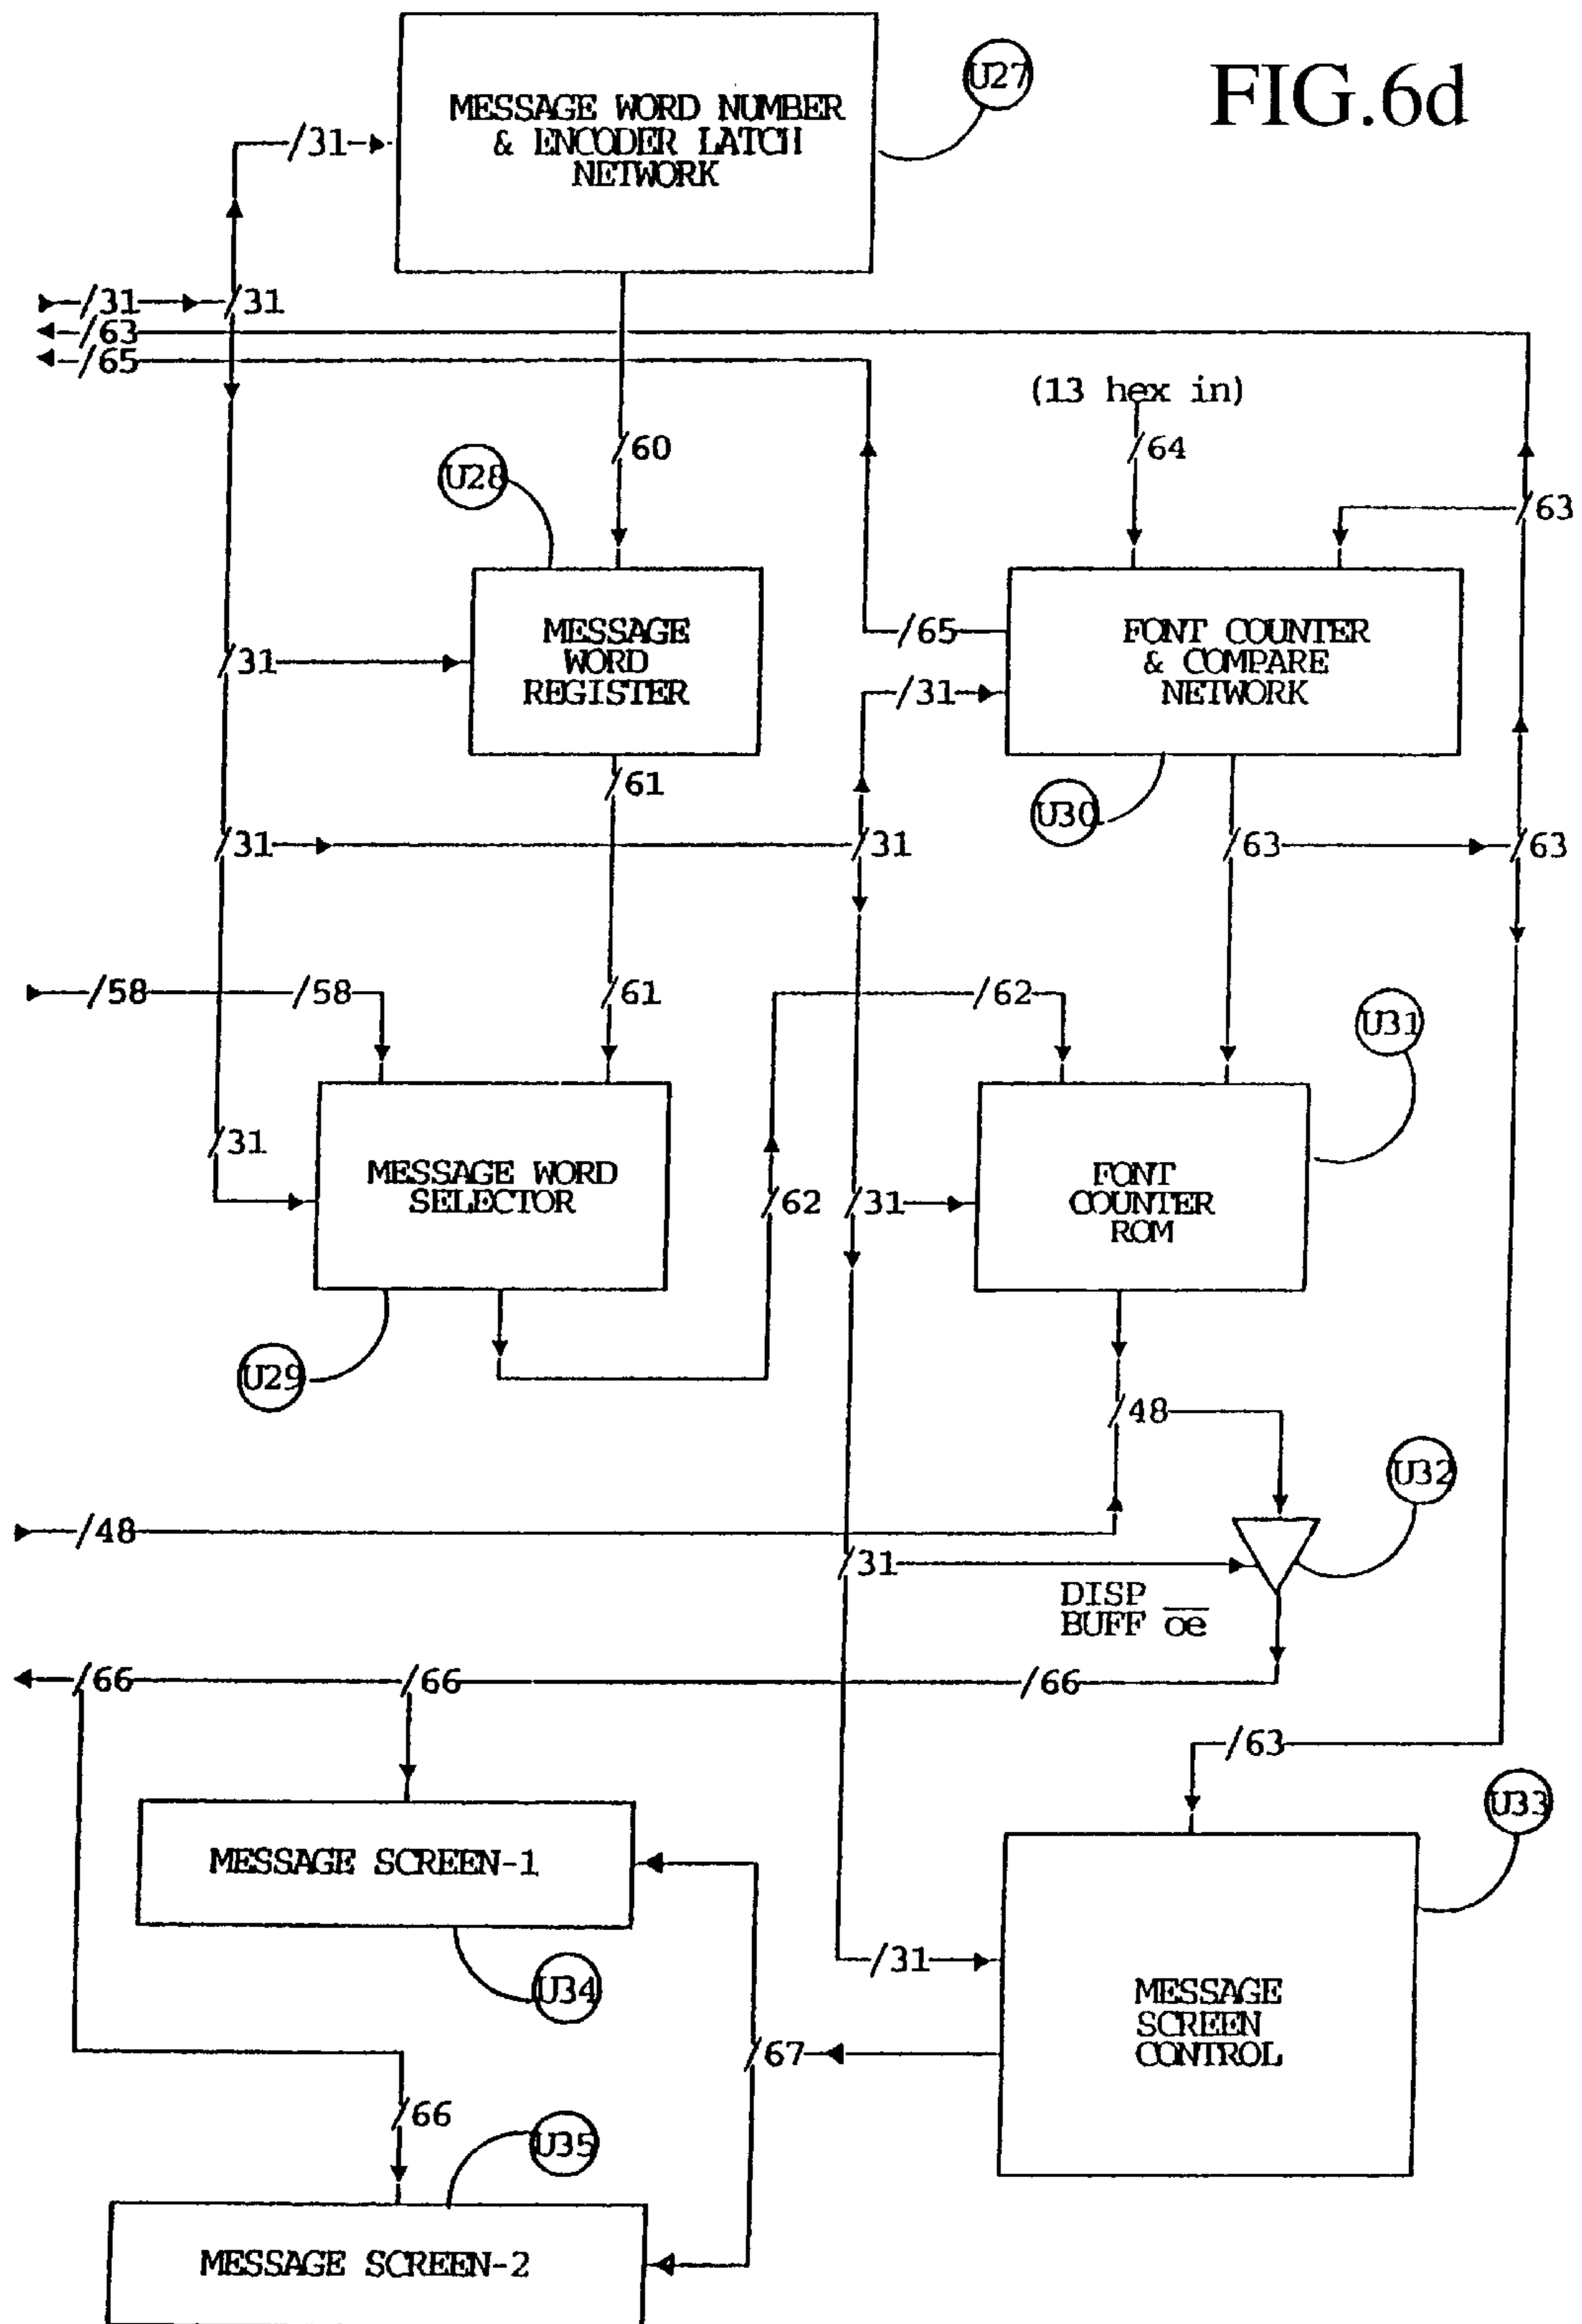 FIG.6d
U27
MESSAGE WORD NUMBER
& ENCODER LATCH
NETWORK
/31
/31
/31
/63
/65
(13 hex in)
/60
/64
U28
/63
MESSAGE
WORD
REGISTER
/65
FONT COUNTER
& COMPARE
NETWORK
/31
/31
/61
U30
/31
/31
/63
/63
/58
/58
/61
/62
U31
/31
MESSAGE WORD
SELECTOR
/62
/31
FONT
COUNTER
ROM
U29
/48
U32
/48
/31
DISP
BUFF oe
/66
/66
/66
/63
U33
MESSAGE SCREEN-1
/31
U34
MESSAGE
SCREEN
CONTROL
/67
/66
U35
MESSAGE SCREEN-2